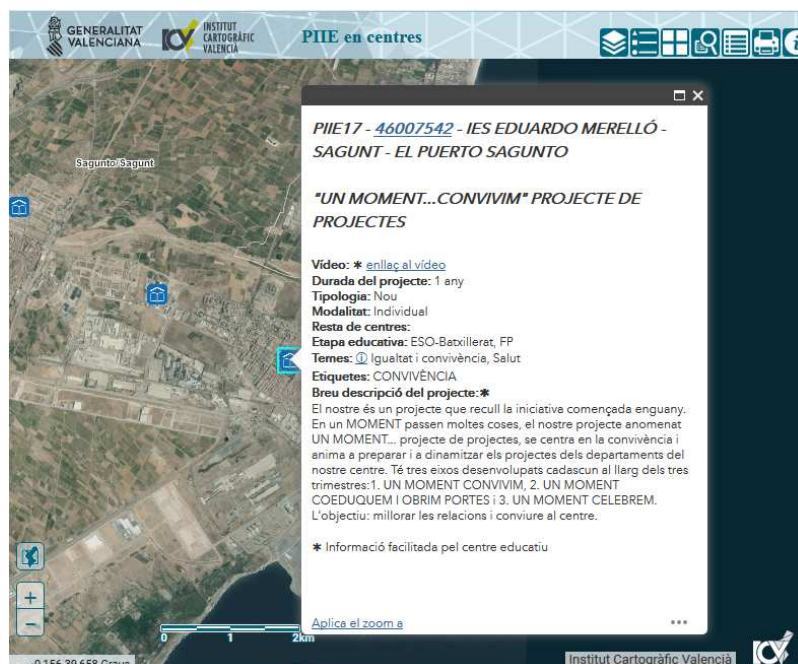 GENERALITAT
VALENCIANA
INSTITUT
CARTOGRÀFIC
VALENCIÀ
PIIE en centres
Sagunto/Sagunt
PIIE17 - 46007542 - IES EDUARDO MERELLÓ -
SAGUNT - EL PUERTO SAGUNTO
"UN MOMENT...CONVIVIM" PROJECTE DE
PROJECTES
Vídeo: * enllaç al vídeo
Durada del projecte: 1 any
Tipologia: Nou
Modalitat: Individual
Resta de centres:
Etapa educativa: ESO-Batxillerat, FP
Temes: ⓘ Igualtat i convivència, Salut
Etiquetes: CONVIVÈNCIA
Breu descripció del projecte:*
El nostre és un projecte que recull la iniciativa començada enguany.
En un MOMENT passen moltes coses, el nostre projecte anomenat
UN MOMENT... projecte de projectes, se centra en la convivència i
anima a preparar i a dinamitzar els projectes dels departaments del
nostre centre. Té tres eixos desenvolupats cadascun al llarg dels tres
trimestres:1. UN MOMENT CONVIVIM, 2. UN MOMENT
COEDUQUEM I OBRIM PORTES i 3. UN MOMENT CELEBREM.
L'objectiu: millorar les relacions i conviure al centre.
* Informació facilitada pel centre educatiu
Aplica el zoom a
+
−
0 1 2km
Institut Cartogràfic Valencià